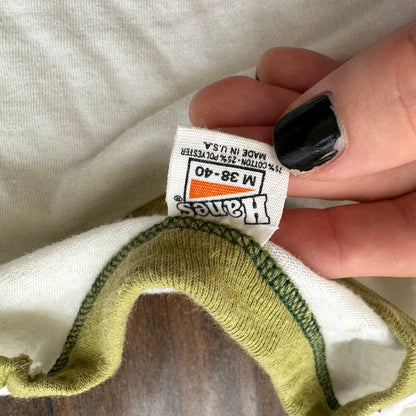 Hanes®
M 38-40
75% COTTON-25% POLYESTER
MADE IN U.S.A.